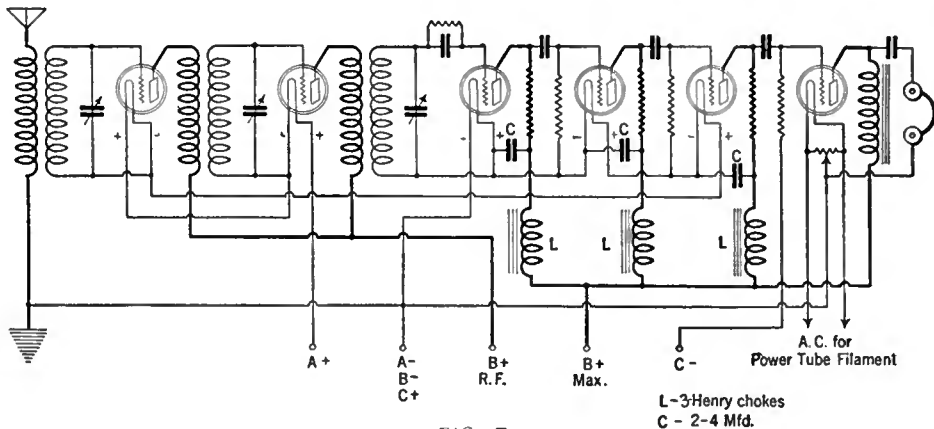 - + - +
- + - + - +
C C
C
L L L
A+ A- B+ B+ C- A.C. for
B- R.F. Max. Power Tube Filament
C+
L-3-Henry chokes
C - 2-4 Mfd.